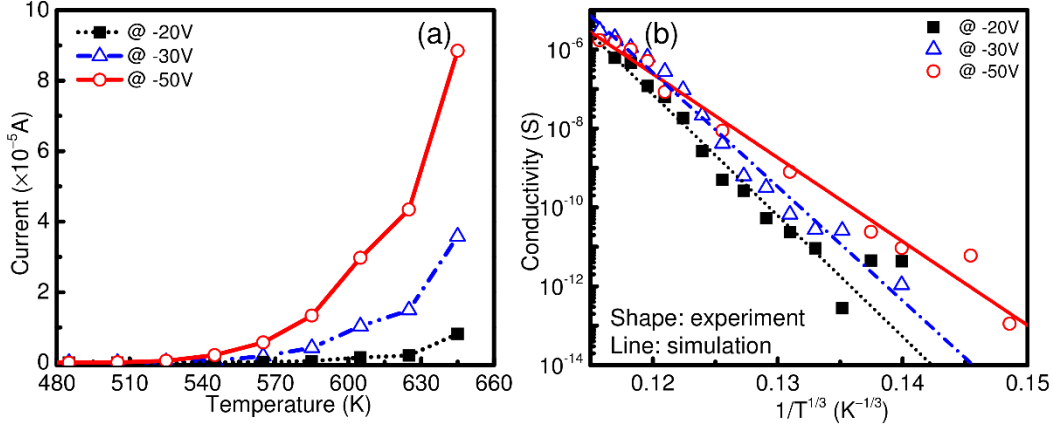 (a)
@ -20V
@ -30V
@ -50V
10
8
6
4
2
0
Current (×10⁻⁵A)
480
510
540
570
600
630
660
Temperature (K)
(b)
@ -20V
@ -30V
@ -50V
10⁻⁶
10⁻⁸
10⁻¹⁰
10⁻¹²
10⁻¹⁴
Conductivity (S)
Shape: experiment
Line: simulation
0.12
0.13
0.14
0.15
1/T^1/3 (K^−1/3)